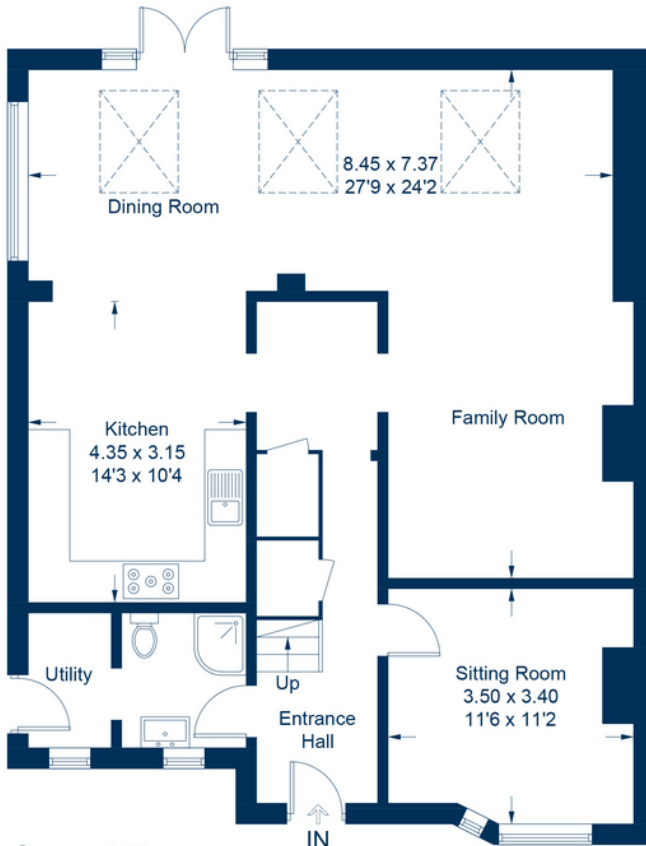 8.45 x 7.37
27'9 x 24'2
Dining Room
Kitchen
4.35 x 3.15
14'3 x 10'4
Family Room
Utility
Up
Entrance
Hall
Sitting Room
3.50 x 3.40
11'6 x 11'2
IN